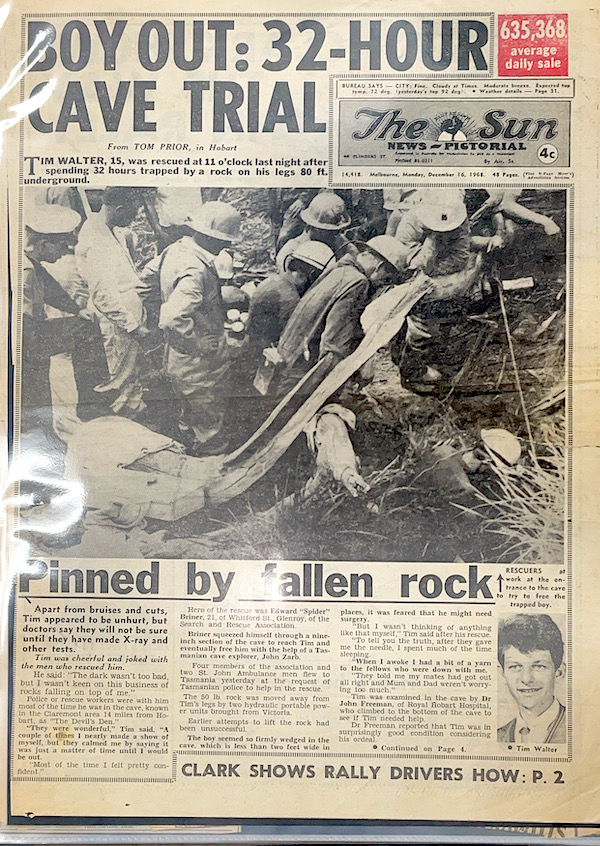 BOY OUT: 32-HOUR
CAVE TRIAL
635,368
average
daily sale
BUREAU SAYS — CITY: Fine. Cloudy at Times. Moderate breeze. Expected top
temp. 72 deg. (yesterday's top 92 deg). • Weather details — Page 31.
The Sun
NEWS-PICTORIAL
4c
By Air, 5c.
14,418. Melbourne, Monday, December 16, 1968. 48 Pages.
From TOM PRIOR, in Hobart
TIM WALTER, 15, was rescued at 11 o'clock last night after
spending 32 hours trapped by a rock on his legs 80 ft.
underground.
Pinned by fallen rock
RESCUERS at
work at the en-
trance to the cave
to try to free the
trapped boy.
Apart from bruises and cuts,
Tim appeared to be unhurt, but
doctors say they will not be sure
until they have made X-ray and
other tests.
Tim was cheerful and joked with
the men who rescued him.
He said: "The dark wasn't too bad,
but I wasn't keen on this business of
rocks falling on top of me."
Police or rescue workers were with him
most of the time he was in the cave, known
in the Claremont area 14 miles from Ho-
bart, as "The Devil's Den."
"They were wonderful," Tim said. "A
couple of times I nearly made a show of
myself, but they calmed me by saying it
was just a matter of time until I would
be out.
"Most of the time I felt pretty con-
fident."
Hero of the rescue was Edward "Spider"
Briner, 21, of Whitford St., Glenroy, of the
Search and Rescue Association.
Briner squeezed himself through a nine-
inch section of the cave to reach Tim and
eventually free him with the help of a Tas-
manian cave explorer, John Zarb.
Four members of the association and
two St. John Ambulance men flew to
Tasmania yesterday at the request of
Tasmanian police to help in the rescue.
The 50 lb. rock was moved away from
Tim's legs by two hydraulic portable pow-
er units brought from Victoria.
Earlier attempts to lift the rock had
been unsuccessful.
The boy seemed so firmly wedged in the
cave, which is less than two feet wide in
places, it was feared that he might need
surgery.
"But I wasn't thinking of anything
like that myself," Tim said after his rescue.
"To tell you the truth, after they gave
me the needle, I spent much of the time
sleeping.
"When I woke I had a bit of a yarn
to the fellows who were down with me.
"They told me my mates had got out
all right and Mum and Dad weren't worry-
ing too much."
Tim was examined in the cave by Dr
John Freeman, of Royal Hobart Hospital,
who climbed to the bottom of the cave to
see if Tim needed help.
Dr Freeman reported that Tim was in
surprisingly good condition considering
his ordeal.
• Continued on Page 4.
• Tim Walter
CLARK SHOWS RALLY DRIVERS HOW: P. 2